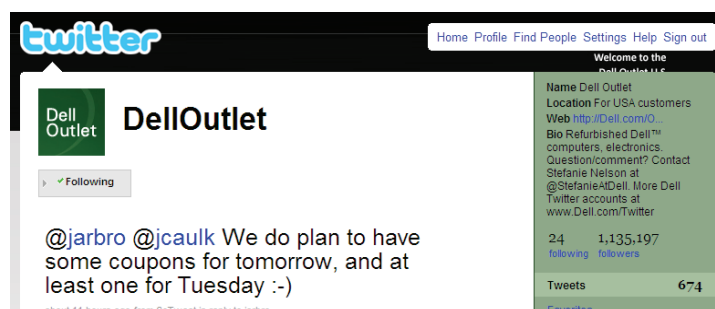 twitter
Home Profile Find People Settings Help Sign out
Welcome to the
Dell Outlet U.S.
Dell
Outlet
DellOutlet
Following
@jarbro @jcaulk We do plan to have
some coupons for tomorrow, and at
least one for Tuesday :-)
Name Dell Outlet
Location For USA customers
Web http://Dell.com/O...
Bio Refurbished Dell™
computers, electronics.
Question/comment? Contact
Stefanie Nelson at
@StefanieAtDell. More Dell
Twitter accounts at
www.Dell.com/Twitter
24 1,135,197
following followers
Tweets 674
Favorites